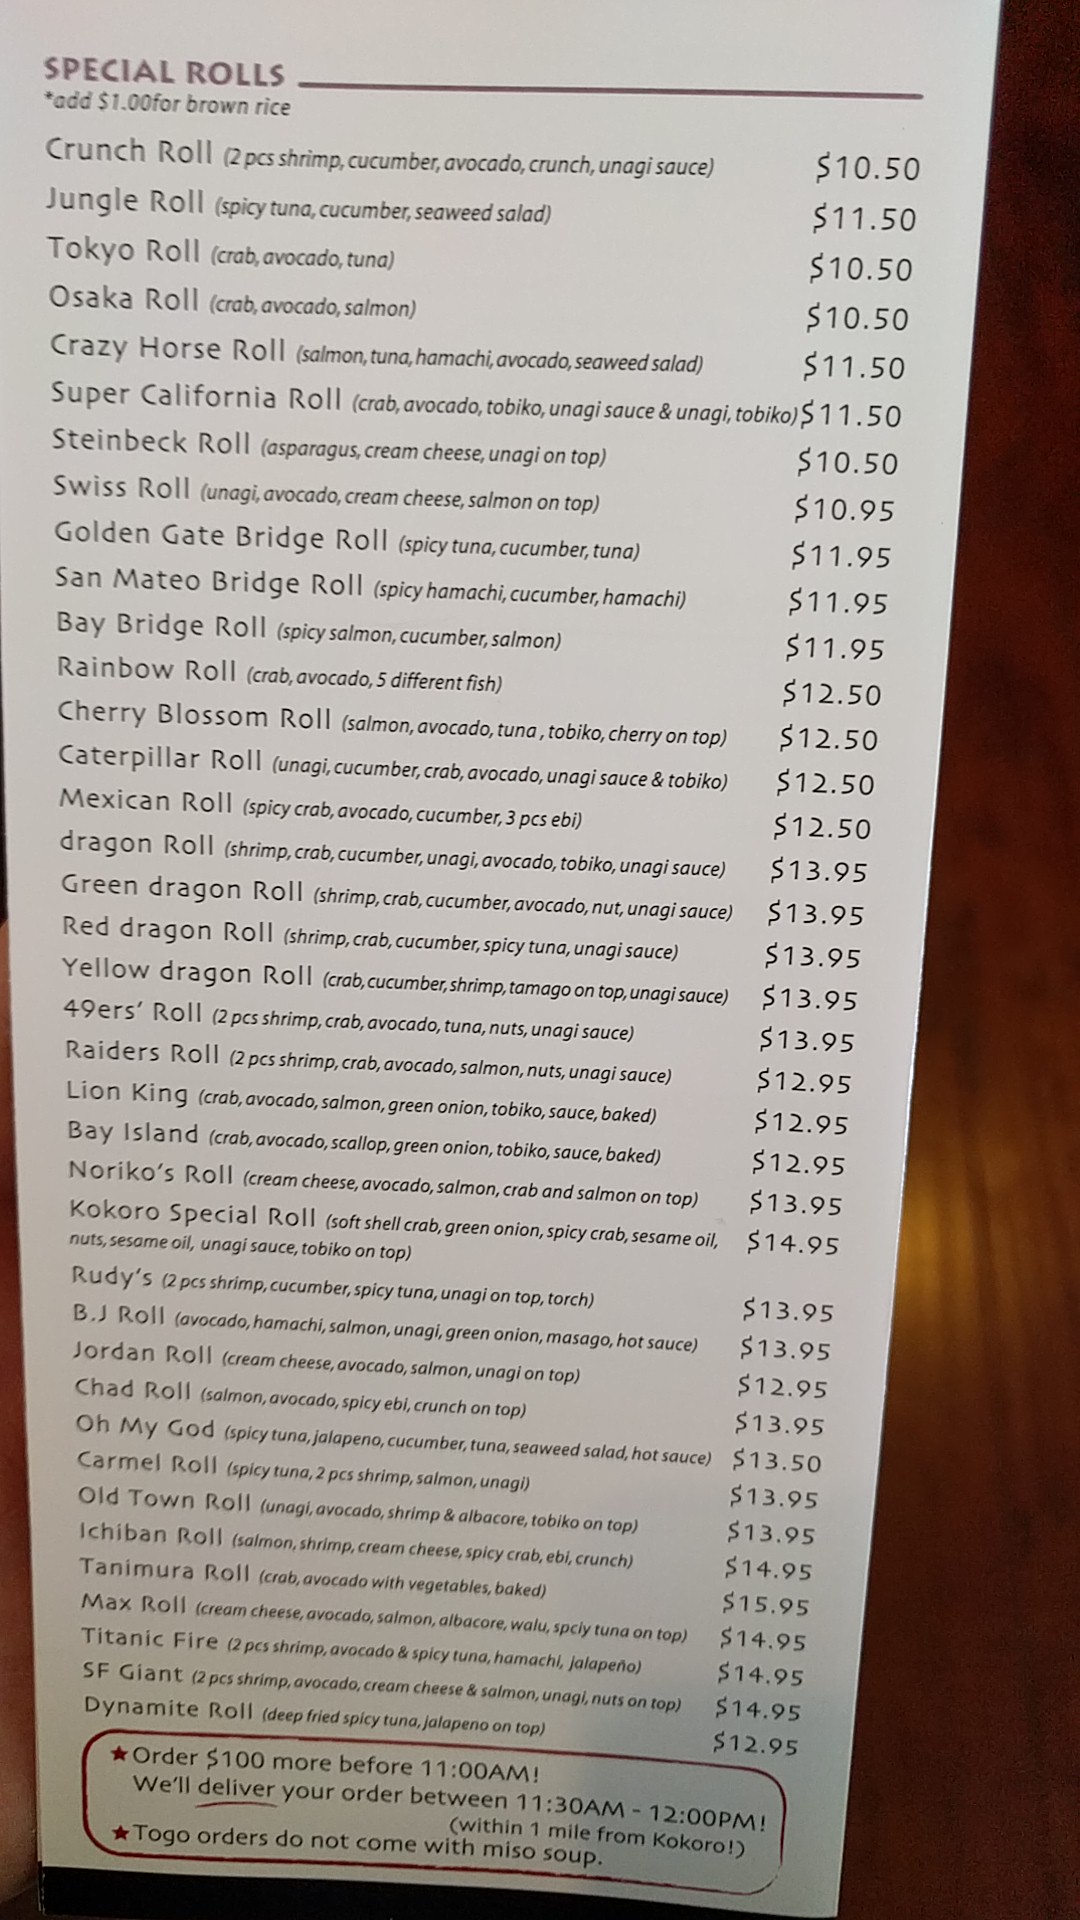 SPECIAL ROLLS
*add $1.00for brown rice
Crunch Roll (2 pcs shrimp, cucumber, avocado, crunch, unagi sauce) $10.50
Jungle Roll (spicy tuna, cucumber, seaweed salad) $11.50
Tokyo Roll (crab, avocado, tuna) $10.50
Osaka Roll (crab, avocado, salmon) $10.50
Crazy Horse Roll (salmon, tuna, hamachi, avocado, seaweed salad) $11.50
Super California Roll (crab, avocado, tobiko, unagi sauce & unagi, tobiko) $11.50
Steinbeck Roll (asparagus, cream cheese, unagi on top) $10.50
Swiss Roll (unagi, avocado, cream cheese, salmon on top) $10.95
Golden Gate Bridge Roll (spicy tuna, cucumber, tuna) $11.95
San Mateo Bridge Roll (spicy hamachi, cucumber, hamachi) $11.95
Bay Bridge Roll (spicy salmon, cucumber, salmon) $11.95
Rainbow Roll (crab, avocado, 5 different fish) $12.50
Cherry Blossom Roll (salmon, avocado, tuna , tobiko, cherry on top) $12.50
Caterpillar Roll (unagi, cucumber, crab, avocado, unagi sauce & tobiko) $12.50
Mexican Roll (spicy crab, avocado, cucumber, 3 pcs ebi) $12.50
dragon Roll (shrimp, crab, cucumber, unagi, avocado, tobiko, unagi sauce) $13.95
Green dragon Roll (shrimp, crab, cucumber, avocado, nut, unagi sauce) $13.95
Red dragon Roll (shrimp, crab, cucumber, spicy tuna, unagi sauce) $13.95
Yellow dragon Roll (crab, cucumber, shrimp, tamago on top, unagi sauce) $13.95
49ers' Roll (2 pcs shrimp, crab, avocado, tuna, nuts, unagi sauce) $13.95
Raiders Roll (2 pcs shrimp, crab, avocado, salmon, nuts, unagi sauce) $12.95
Lion King (crab, avocado, salmon, green onion, tobiko, sauce, baked) $12.95
Bay Island (crab, avocado, scallop, green onion, tobiko, sauce, baked) $12.95
Noriko's Roll (cream cheese, avocado, salmon, crab and salmon on top) $13.95
Kokoro Special Roll (soft shell crab, green onion, spicy crab, sesame oil, $14.95
nuts, sesame oil, unagi sauce, tobiko on top)
Rudy's (2 pcs shrimp, cucumber, spicy tuna, unagi on top, torch) $13.95
B.J Roll (avocado, hamachi, salmon, unagi, green onion, masago, hot sauce) $13.95
Jordan Roll (cream cheese, avocado, salmon, unagi on top) $12.95
Chad Roll (salmon, avocado, spicy ebi, crunch on top) $13.95
Oh My God (spicy tuna, jalapeno, cucumber, tuna, seaweed salad, hot sauce) $13.50
Carmel Roll (spicy tuna, 2 pcs shrimp, salmon, unagi) $13.95
Old Town Roll (unagi, avocado, shrimp & albacore, tobiko on top) $13.95
Ichiban Roll (salmon, shrimp, cream cheese, spicy crab, ebi, crunch) $14.95
Tanimura Roll (crab, avocado with vegetables, baked) $15.95
Max Roll (cream cheese, avocado, salmon, albacore, walu, spciy tuna on top) $14.95
Titanic Fire (2 pcs shrimp, avocado & spicy tuna, hamachi, jalapeño) $14.95
SF Giant (2 pcs shrimp, avocado, cream cheese & salmon, unagi, nuts on top) $14.95
Dynamite Roll (deep fried spicy tuna, jalapeno on top) $12.95
★Order $100 more before 11:00AM!
We'll deliver your order between 11:30AM - 12:00PM!
(within 1 mile from Kokoro!)
★Togo orders do not come with miso soup.